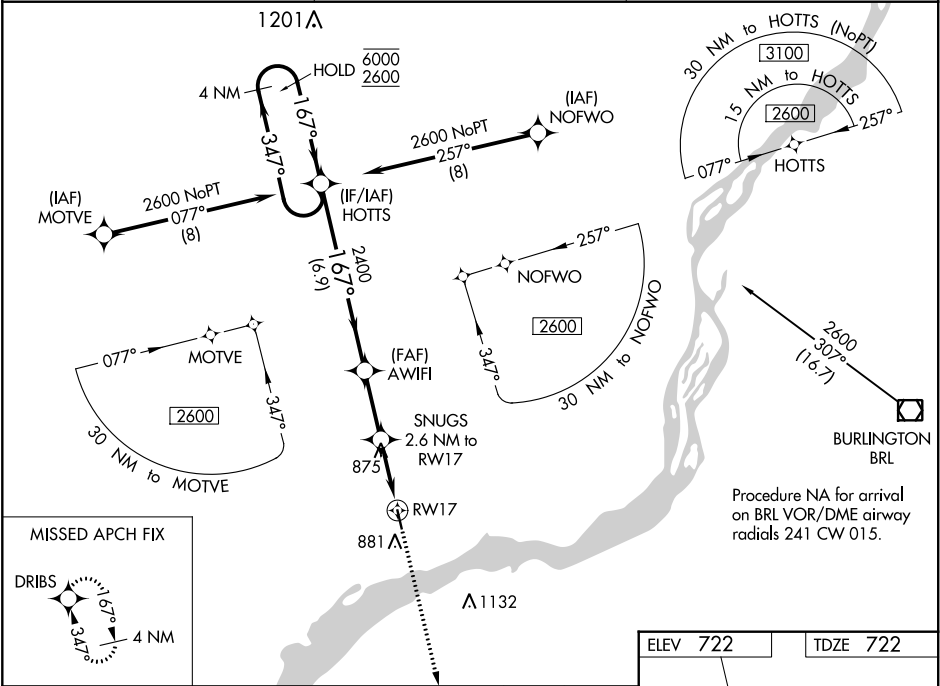 1201
HOLD 6000 2600
4 NM
167°
347°
(IAF)
NOFWO
2600 NoPT
257°
(8)
30 NM to HOTTS (NoPT)
3100
15 NM to HOTTS
2600
077°
257°
HOTTS
(IAF)
MOTVE
2600 NoPT
077°
(8)
(IF/IAF)
HOTTS
2400
167°
(6.9)
257°
NOFWO
2600
347°
30 NM to NOFWO
077°
MOTVE
2600
347°
30 NM to MOTVE
(FAF)
AWIFI
SNUGS
2.6 NM to
RW17
875
RW17
881
1132
2600
307°
(16.7)
BURLINGTON
BRL
Procedure NA for arrival
on BRL VOR/DME airway
radials 241 CW 015.
MISSED APCH FIX
DRIBS
167°
347°
4 NM
ELEV 722
TDZE 722